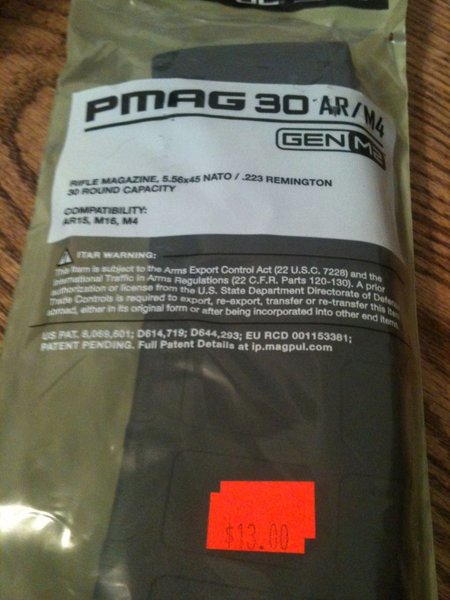 PMAG 30 AR/M4
GEN M3
RIFLE MAGAZINE, 5.56x45 NATO / .223 REMINGTON
30 ROUND CAPACITY
COMPATIBILITY:
AR15, M16, M4
ITAR WARNING:
This item is subject to the Arms Export Control Act (22 U.S.C. 7228) and the
International Traffic in Arms Regulations (22 C.F.R. Parts 120-130). A prior
authorization or license from the U.S. State Department Directorate of Defense
Trade Controls is required to export, re-export, transfer or re-transfer this item
abroad, either in its original form or after being incorporated into other end items.
US PAT. 8,069,601; D614,719; D644,293; EU RCD 001153381;
PATENT PENDING. Full Patent Details at ip.magpul.com
$13.00